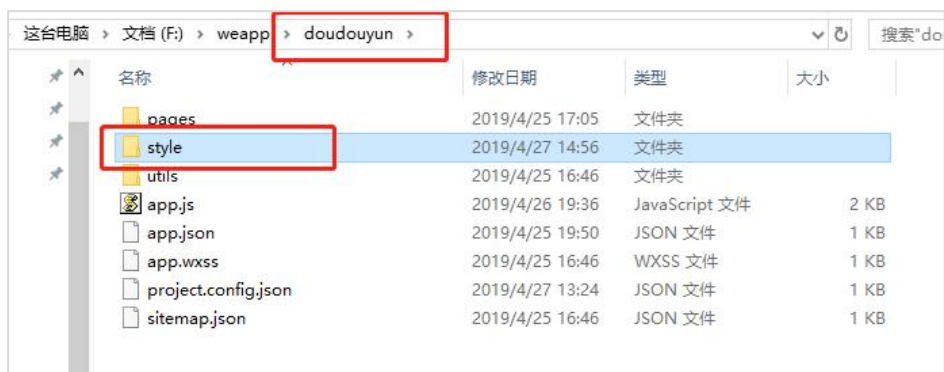 这台电脑 › 文档 (F:) › weapp › doudouyun › 搜索"do
名称 修改日期 类型 大小
pages 2019/4/25 17:05 文件夹
style 2019/4/27 14:56 文件夹
utils 2019/4/25 16:46 文件夹
app.js 2019/4/26 19:36 JavaScript 文件 2 KB
app.json 2019/4/25 19:50 JSON 文件 1 KB
app.wxss 2019/4/25 16:46 WXSS 文件 1 KB
project.config.json 2019/4/27 13:24 JSON 文件 1 KB
sitemap.json 2019/4/25 16:46 JSON 文件 1 KB